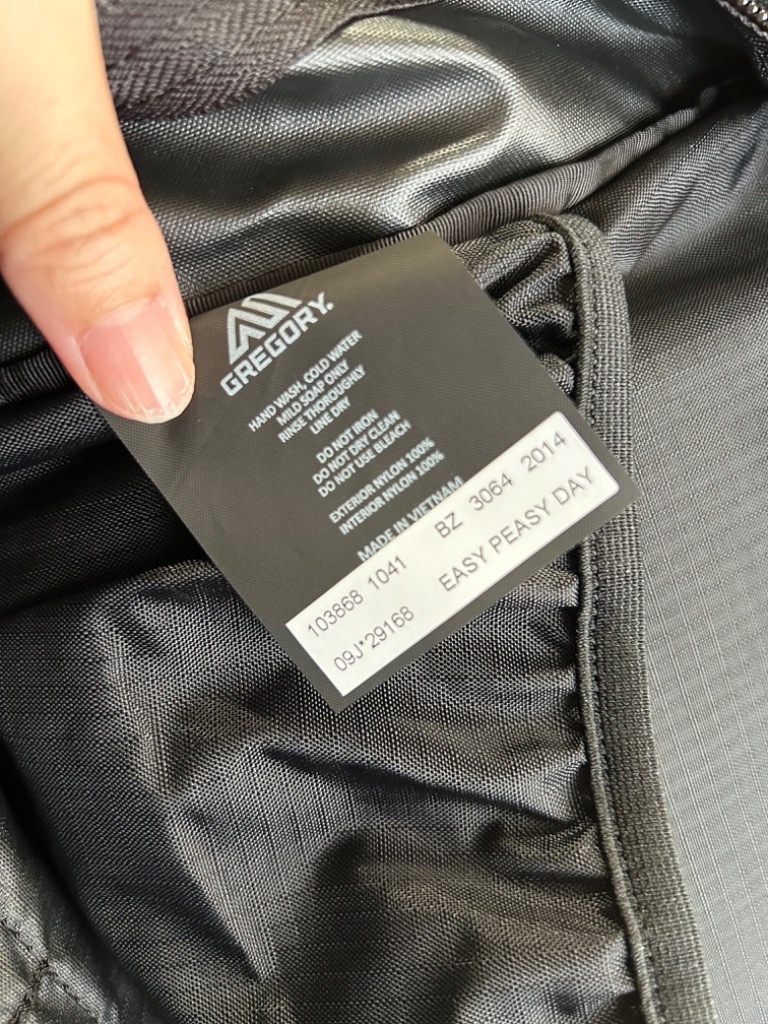 GREGORY.
HAND WASH, COLD WATER
MILD SOAP ONLY
RINSE THOROUGHLY
LINE DRY
DO NOT IRON
DO NOT DRY CLEAN
DO NOT USE BLEACH
EXTERIOR NYLON 100%
INTERIOR NYLON 100%
MADE IN VIETNAM
103868 1041 BZ 3064 2014
09J*29168 EASY PEASY DAY